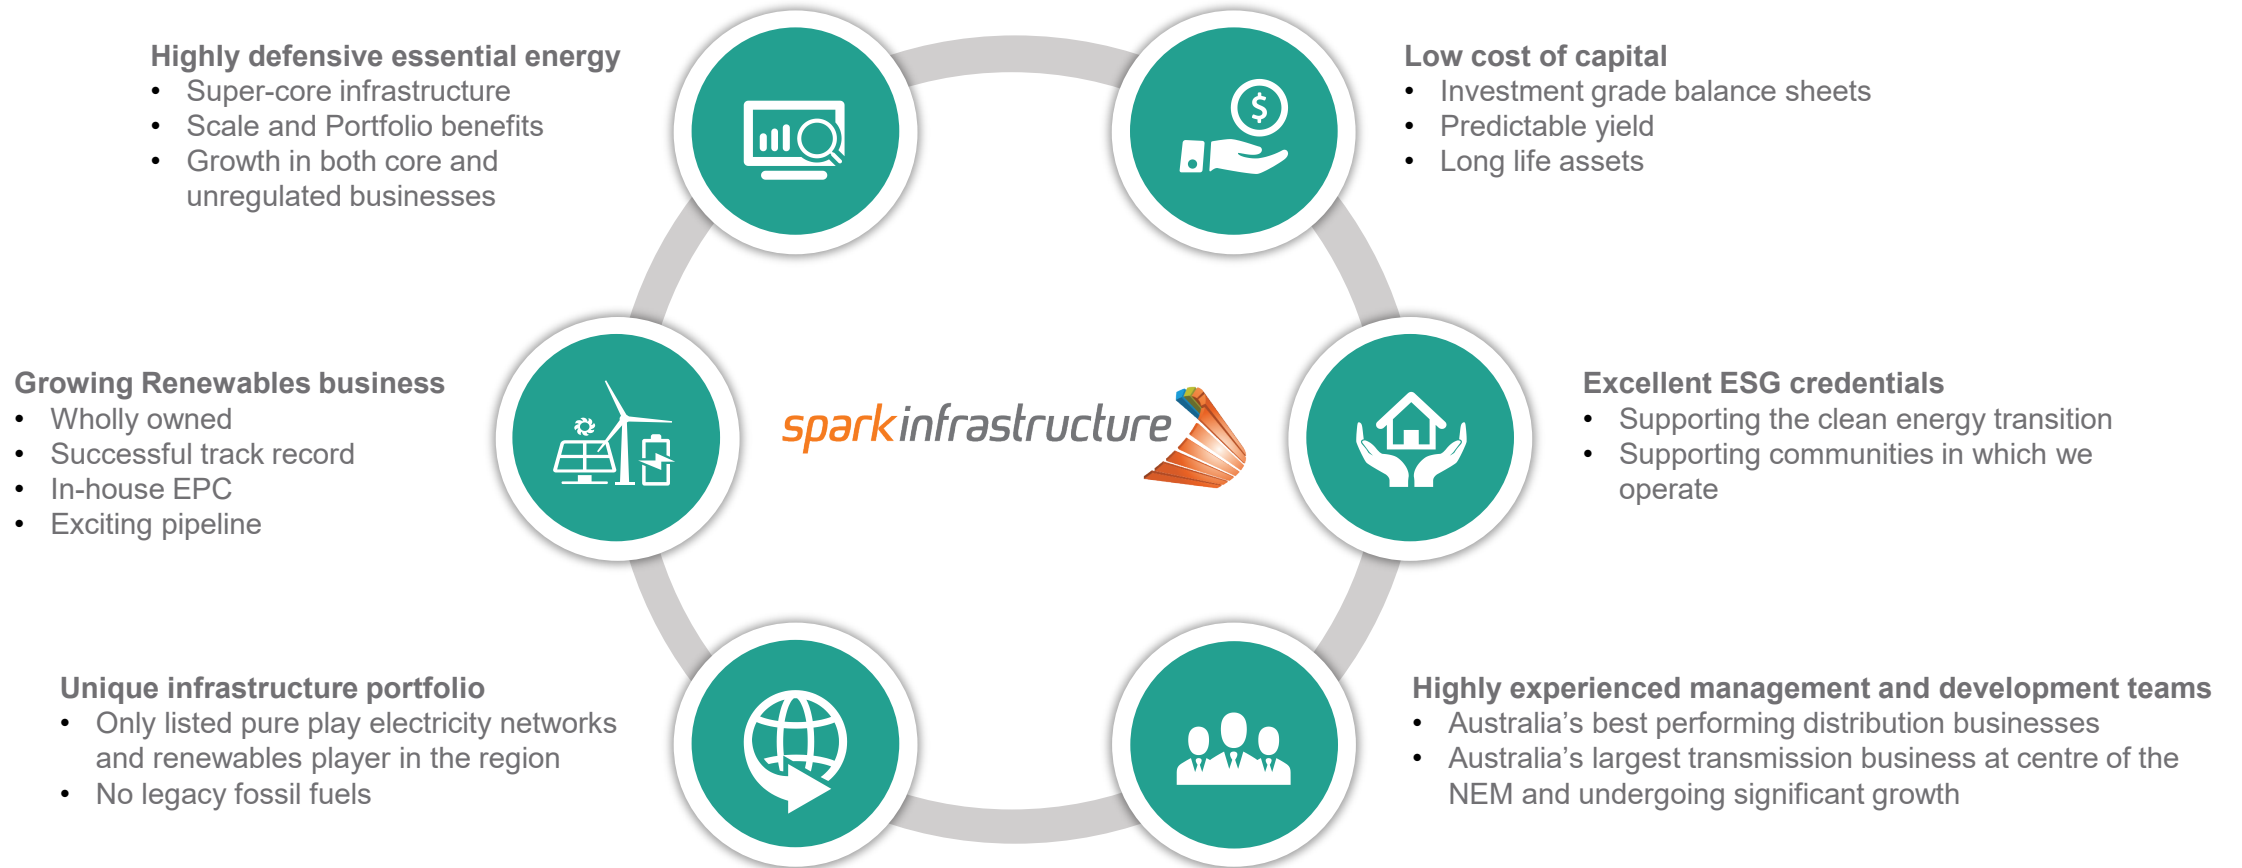 Highly defensive essential energy
• Super-core infrastructure
• Scale and Portfolio benefits
• Growth in both core and
unregulated businesses
$
Low cost of capital
• Investment grade balance sheets
• Predictable yield
• Long life assets
Growing Renewables business
• Wholly owned
• Successful track record
• In-house EPC
• Exciting pipeline
sparkinfrastructure
Excellent ESG credentials
• Supporting the clean energy transition
• Supporting communities in which we
operate
Unique infrastructure portfolio
• Only listed pure play electricity networks
and renewables player in the region
• No legacy fossil fuels
Highly experienced management and development teams
• Australia’s best performing distribution businesses
• Australia’s largest transmission business at centre of the
NEM and undergoing significant growth